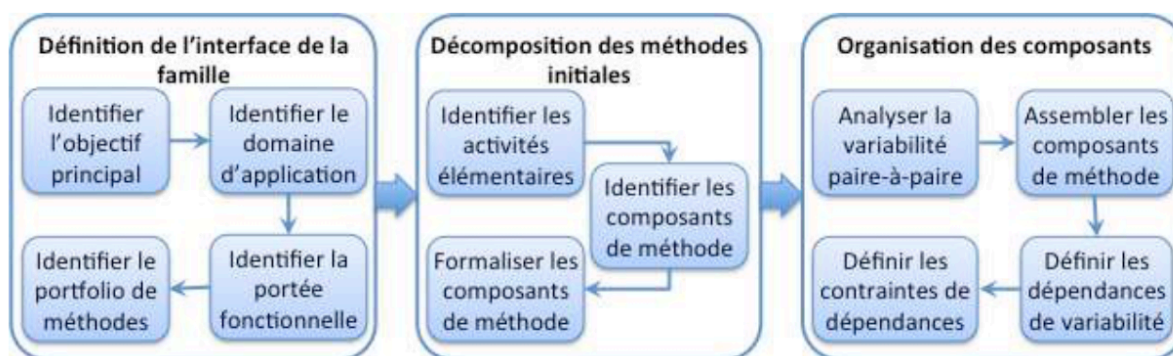 Définition de l'interface de la
famille
Identifier
l'objectif
principal
Identifier le
domaine
d'application
Identifier la
portée
fonctionnelle
Identifier le
portfolio de
méthodes
Décomposition des méthodes
initiales
Identifier les
activités
élémentaires
Identifier les
composants
de méthode
Formaliser les
composants
de méthode
Organisation des composants
Analyser la
variabilité
paire-à-paire
Assembler les
composants
de méthode
Définir les
dépendances
de variabilité
Définir les
contraintes de
dépendances